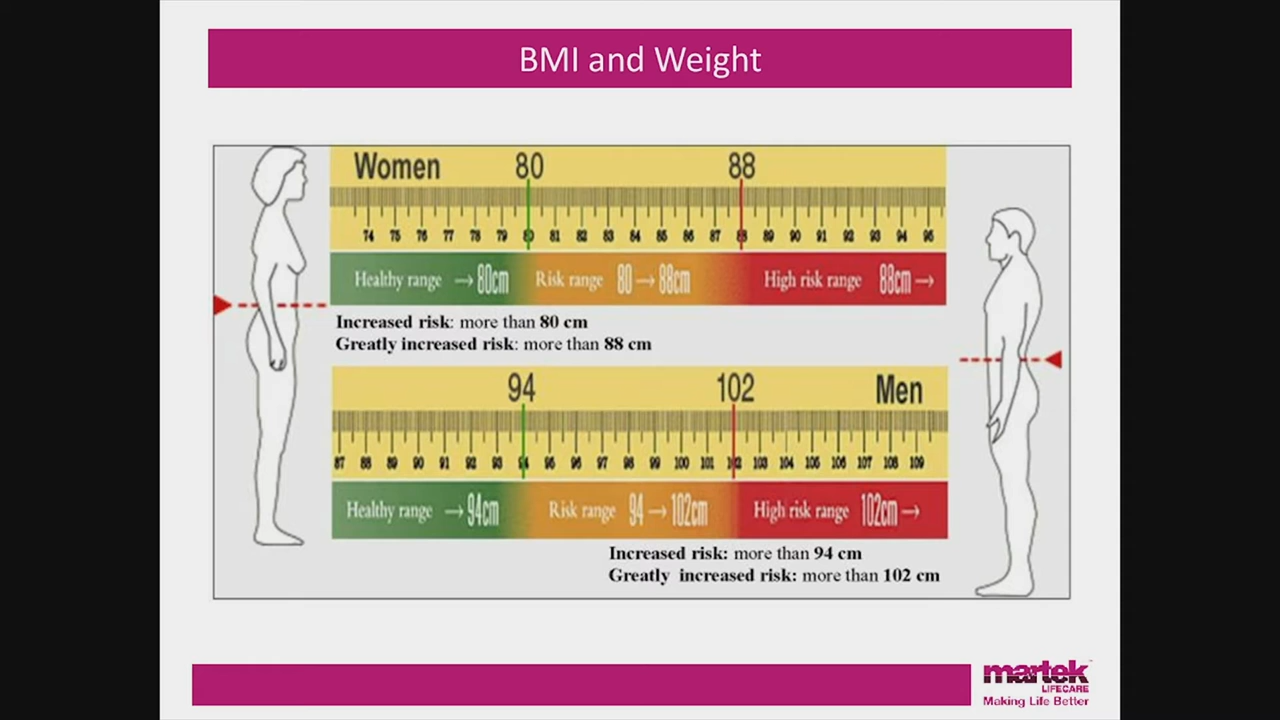 BMI and Weight
Women 80 88
74 75 76 77 78 79 80 81 82 83 84 85 86 87 88 89 90 91 92 93 94 95
Healthy range →80cm Risk range 80→88cm High risk range 88cm→
Increased risk: more than 80 cm
Greatly increased risk: more than 88 cm
94 102 Men
87 88 89 90 91 92 93 94 95 96 97 98 99 100 101 102 103 104 105 106 107 108 109
Healthy range →94cm Risk range 94→102cm High risk range 102cm→
Increased risk: more than 94 cm
Greatly increased risk: more than 102 cm
martek
LIFECARE
Making Life Better